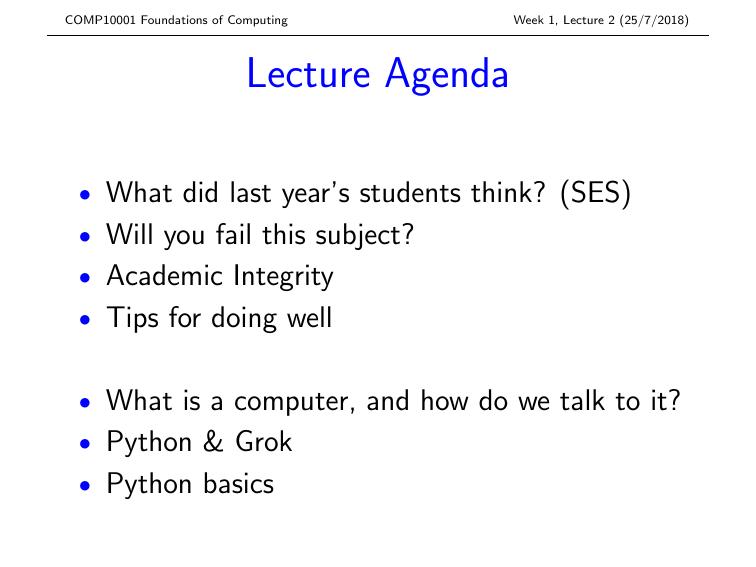 COMP10001 Foundations of Computing
Week 1, Lecture 2 (25/7/2018)
Lecture Agenda
• What did last year's students think? (SES)
• Will you fail this subject?
• Academic Integrity
• Tips for doing well
• What is a computer, and how do we talk to it?
• Python & Grok
• Python basics